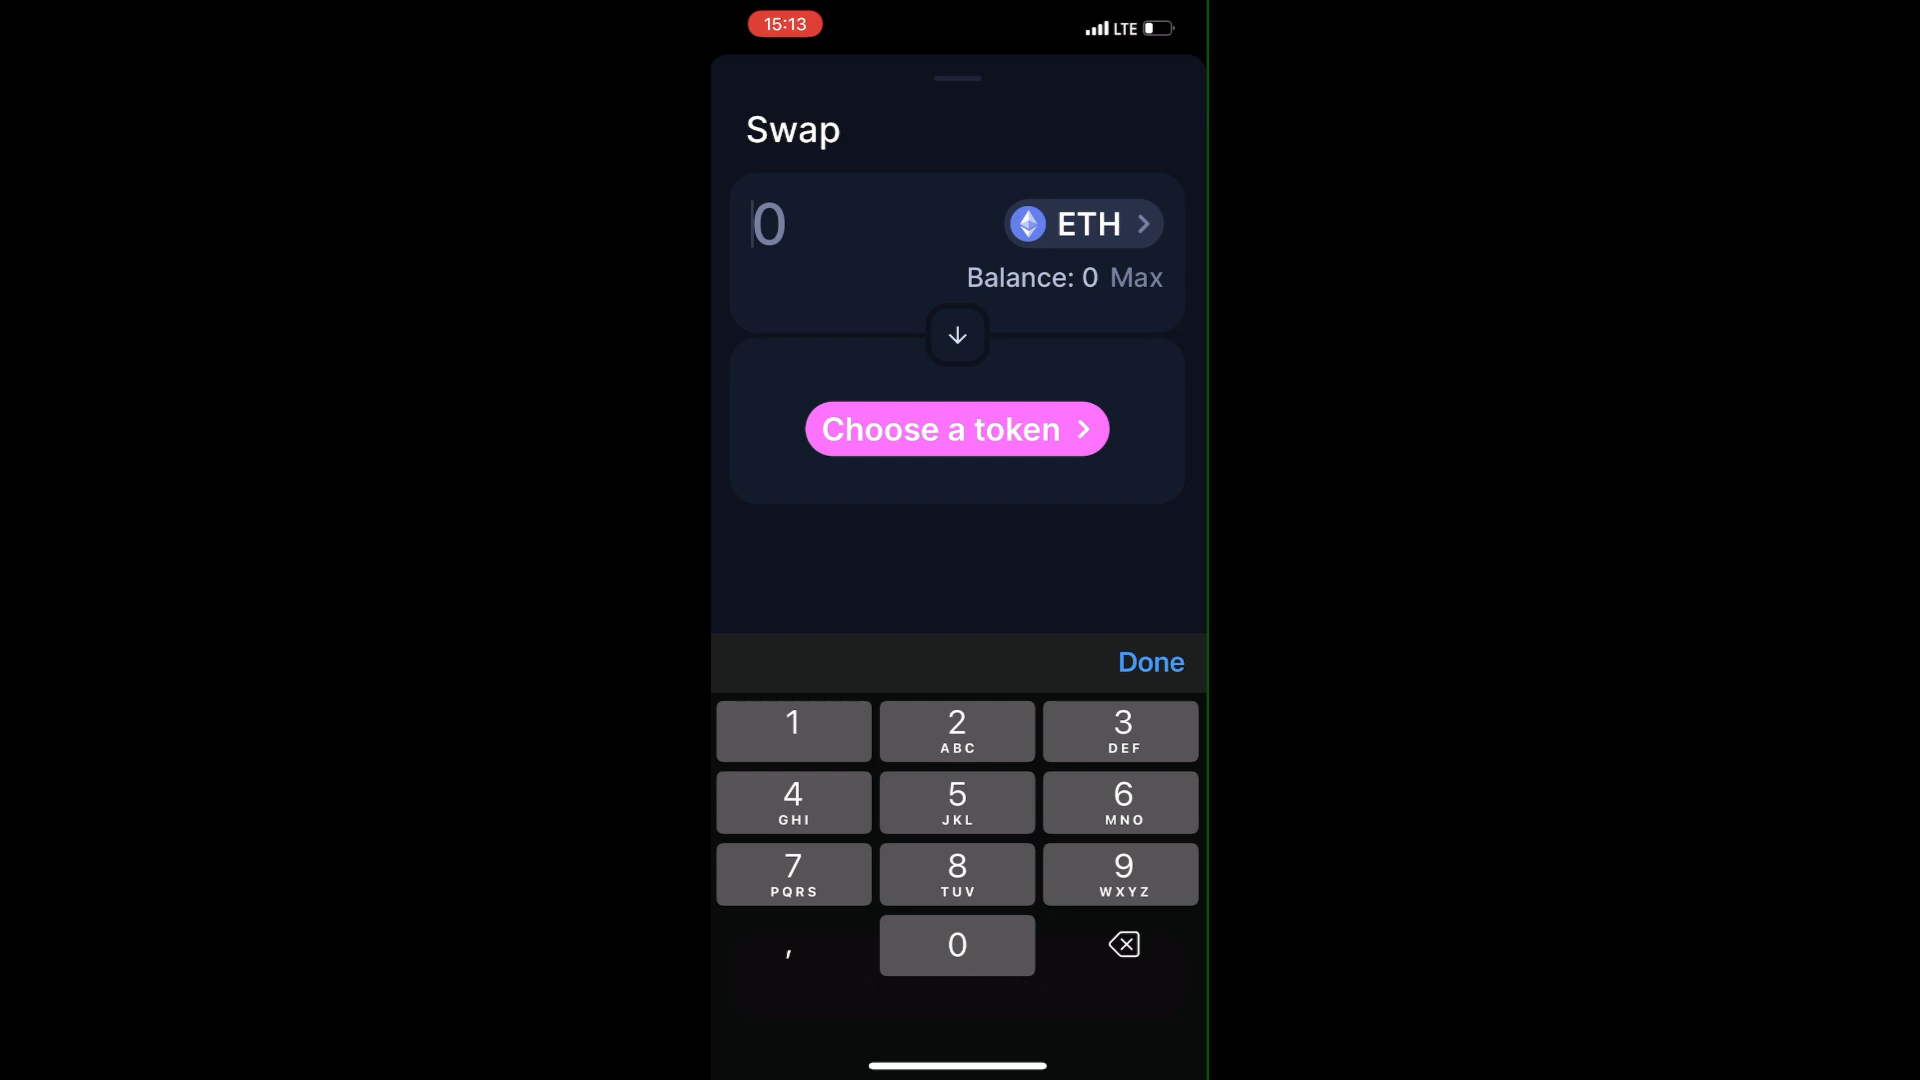 15:13
LTE
Swap
0
ETH
Balance: 0 Max
Choose a token
Done
1
2
ABC
3
DEF
4
GHI
5
JKL
6
MNO
7
PQRS
8
TUV
9
WXYZ
,
0